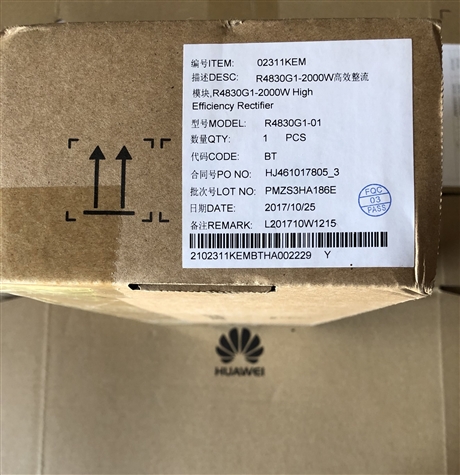 编号ITEM: 02311KEM
描述DESC: R4830G1-2000W高效整流
模块,R4830G1-2000W High
Efficiency Rectifier
型号MODEL: R4830G1-01
数量QTY: 1 PCS
代码CODE: BT
合同号PO NO: HJ461017805_3
批次号LOT NO: PMZS3HA186E
日期DATE: 2017/10/25
备注REMARK: L201710W1215
FQC
03
PASS
2102311KEMBTHA002229 Y
HUAWEI